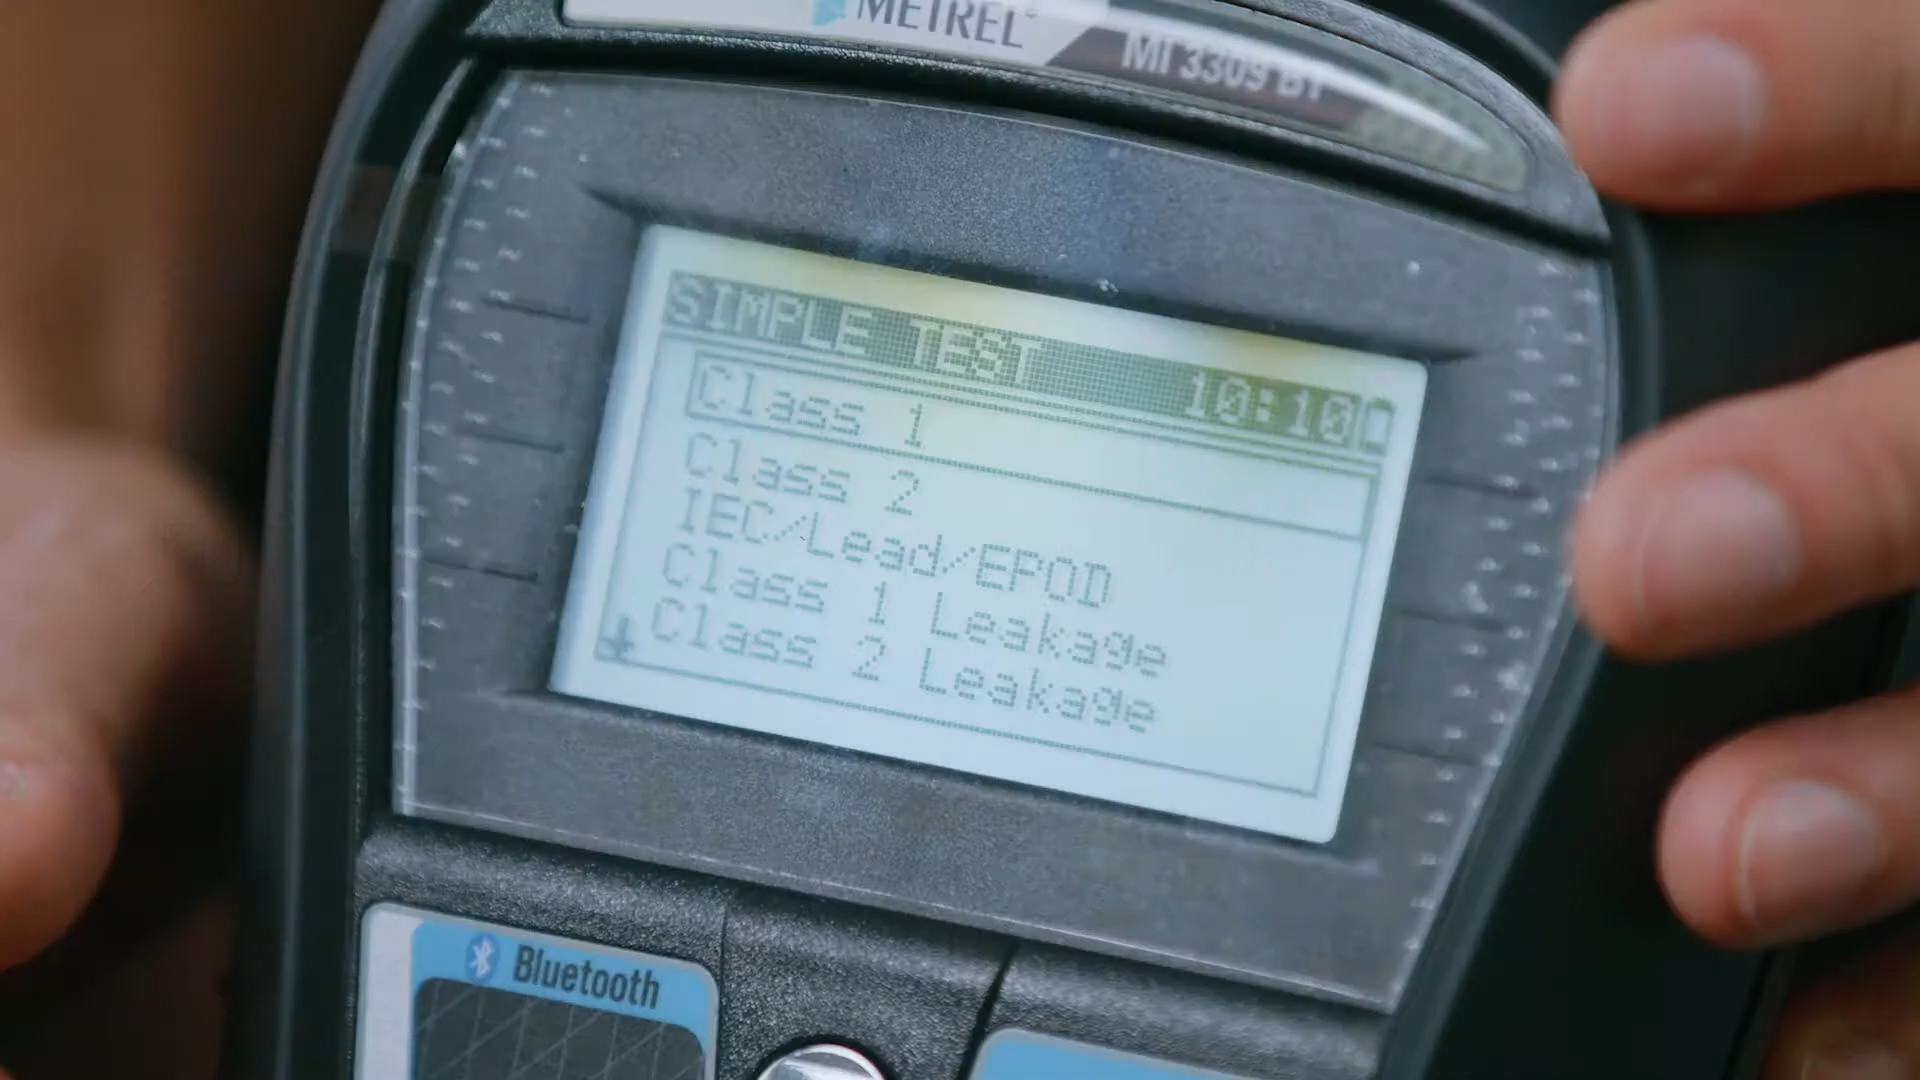 METREL®
MI 3309 BT
SIMPLE TEST 10:10
Class 1
Class 2
IEC/Lead/EPOD
Class 1 Leakage
Class 2 Leakage
Bluetooth